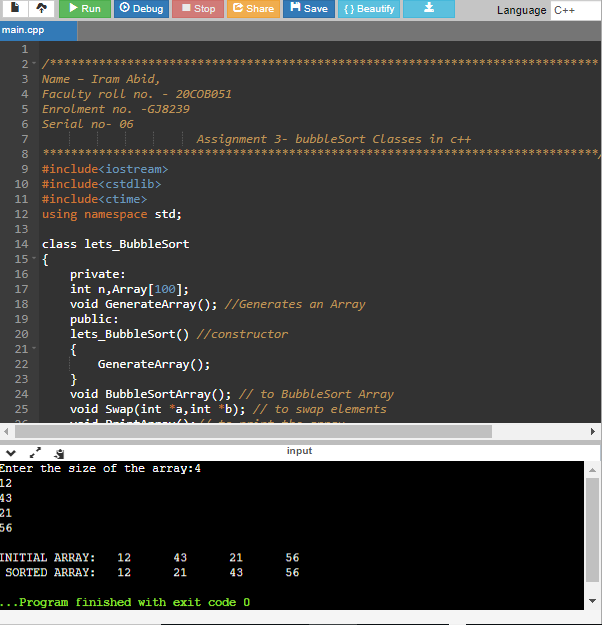 Run Debug Stop Share Save { } Beautify Language C++
main.cpp
1
2 /******************************************************************************
3 Name - Iram Abid,
4 Faculty roll no. - 20COB051
5 Enrolment no. -GJ8239
6 Serial no- 06
7 Assignment 3- bubbleSort Classes in c++
8 *******************************************************************************/
9 #include<iostream>
10 #include<cstdlib>
11 #include<ctime>
12 using namespace std;
13
14 class lets_BubbleSort
15 {
16 private:
17 int n,Array[100];
18 void GenerateArray(); //Generates an Array
19 public:
20 lets_BubbleSort() //constructor
21 {
22 GenerateArray();
23 }
24 void BubbleSortArray(); // to BubbleSort Array
25 void Swap(int *a,int *b); // to swap elements
26 void PrintArray();// to print the array
input
Enter the size of the array:4
12
43
21
56
INITIAL ARRAY: 12 43 21 56
SORTED ARRAY: 12 21 43 56
...Program finished with exit code 0